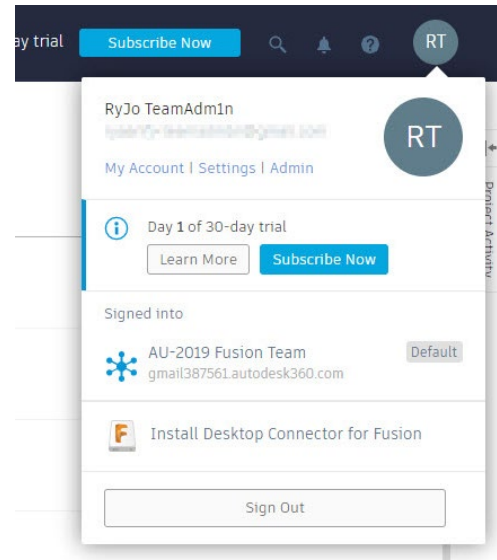 ay trial Subscribe Now RT
RyJo TeamAdm1n
RT
My Account | Settings | Admin
Project Activity
Day 1 of 30-day trial
Learn More Subscribe Now
Signed into
AU-2019 Fusion Team Default
gmail387561.autodesk360.com
F Install Desktop Connector for Fusion
Sign Out